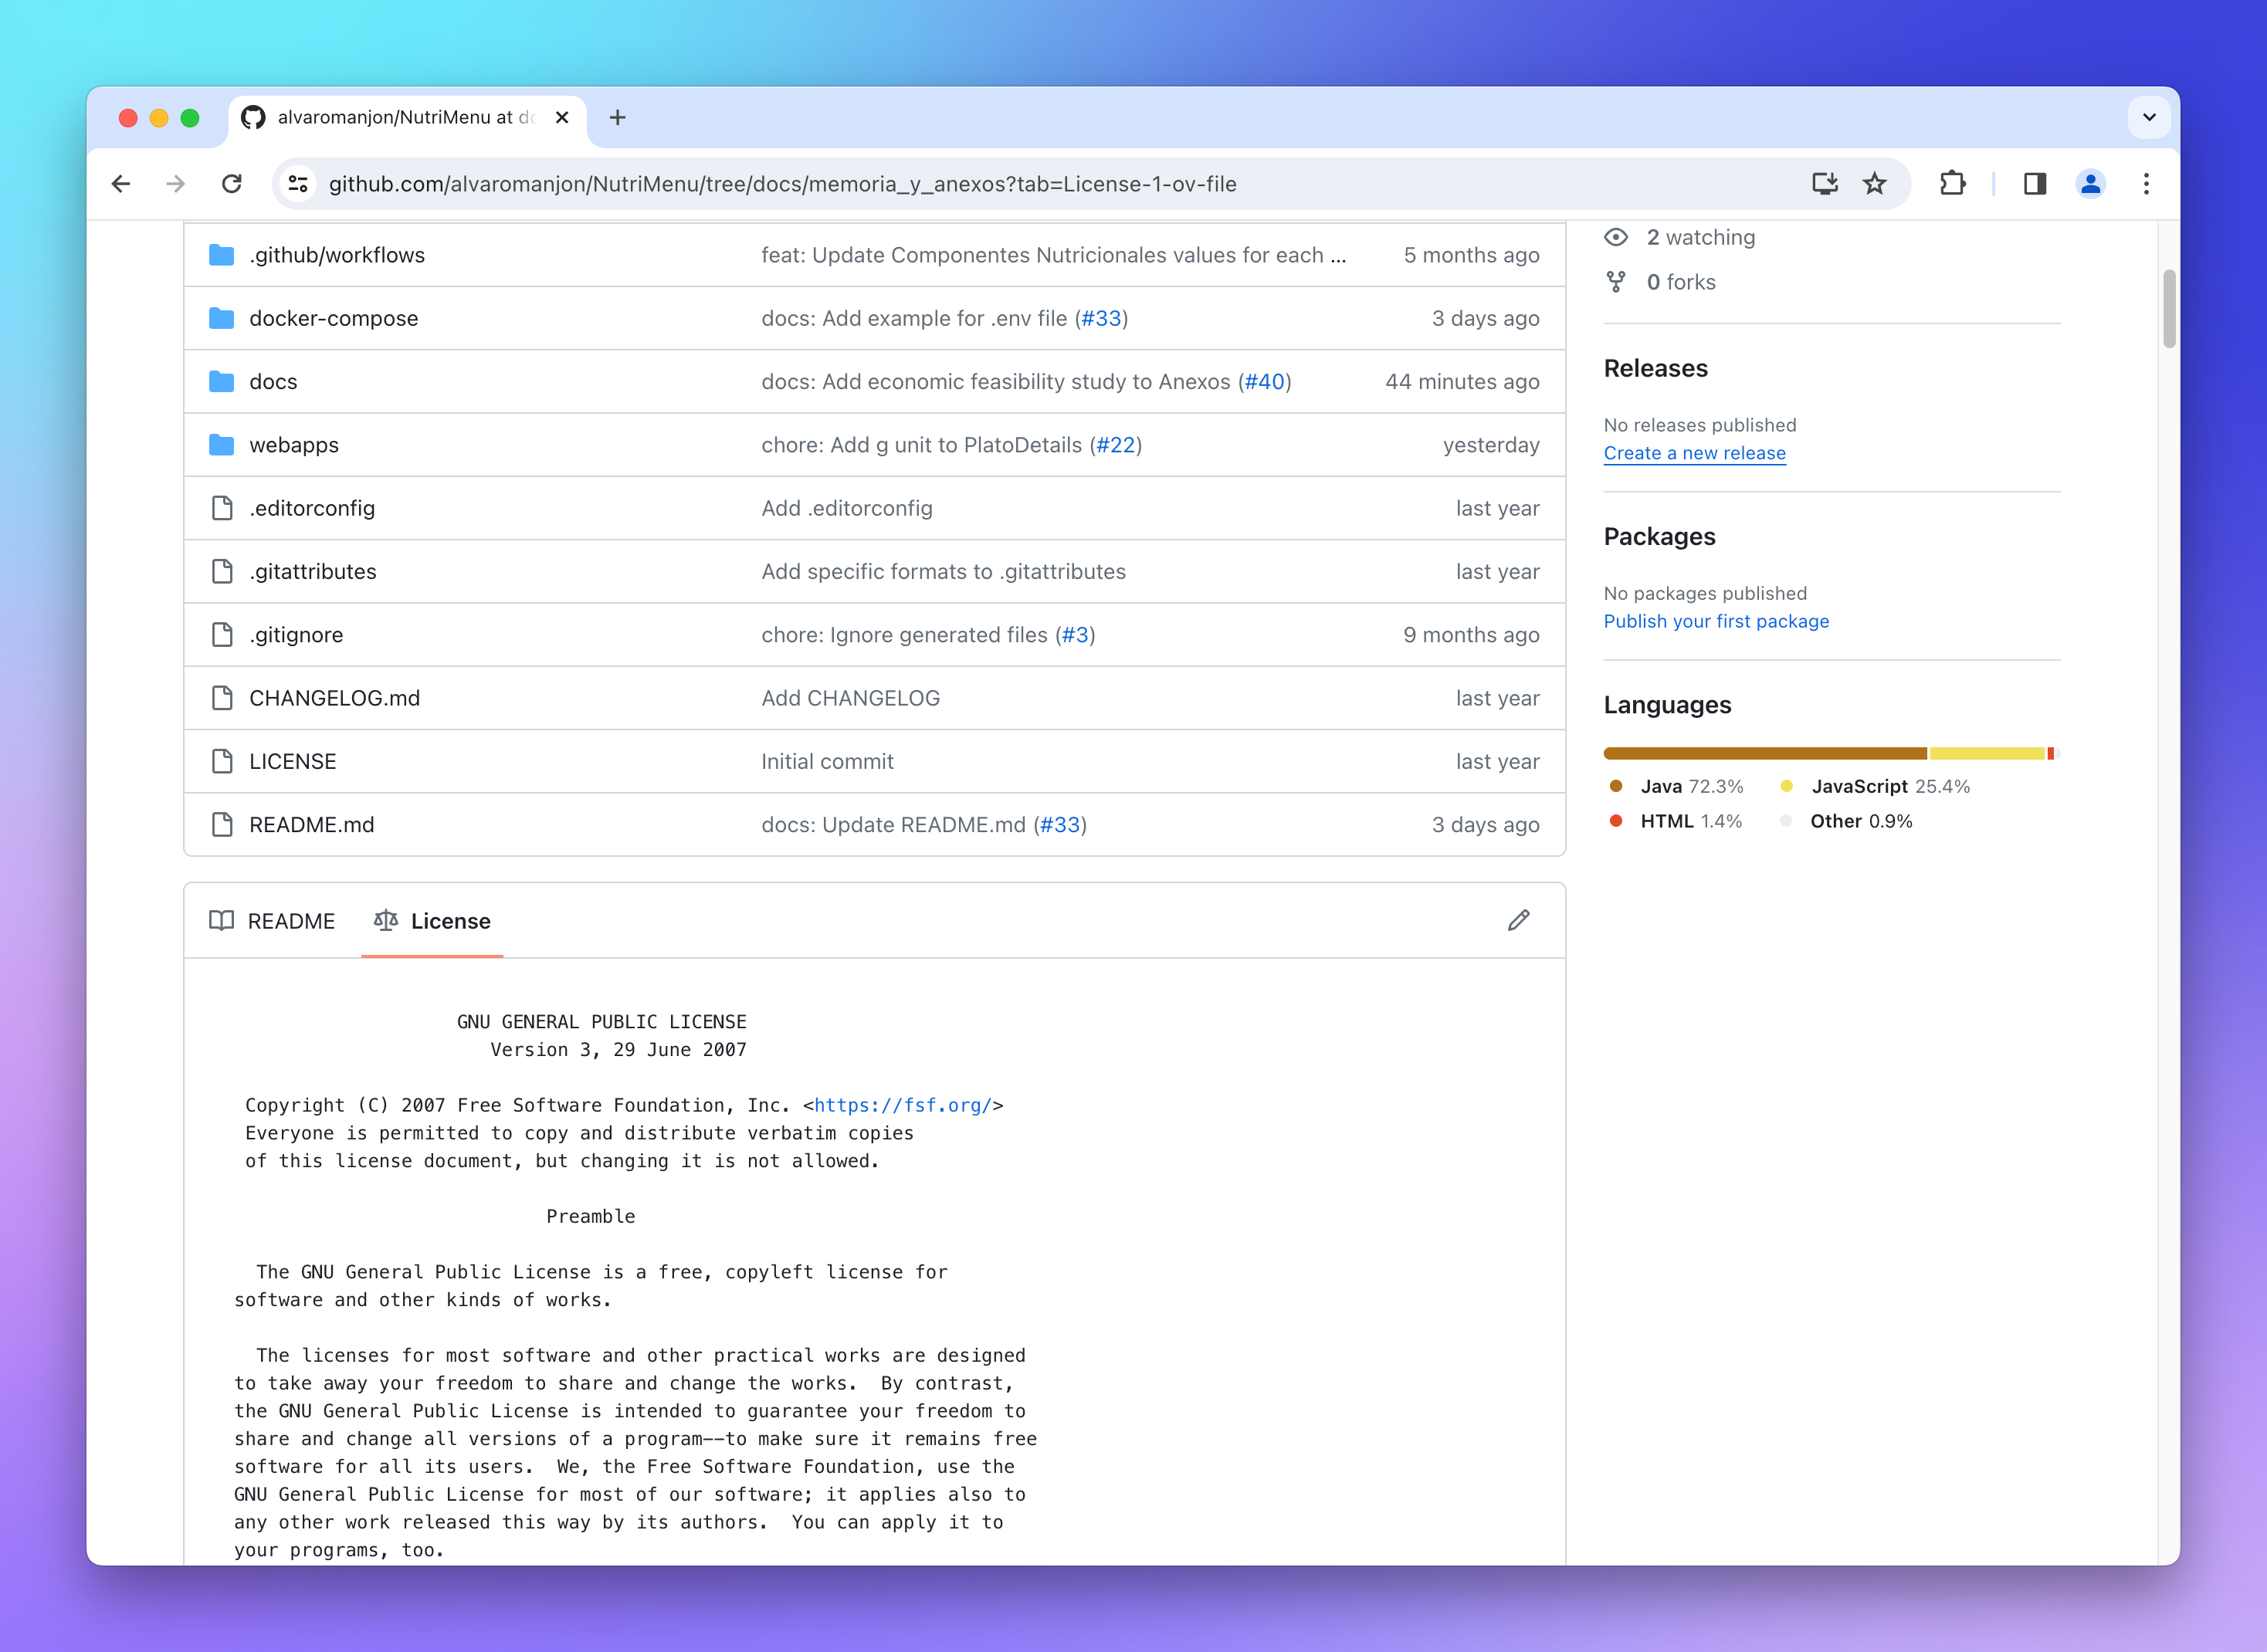 alvaromanjon/NutriMenu at do
github.com/alvaromanjon/NutriMenu/tree/docs/memoria_y_anexos?tab=License-1-ov-file
.github/workflows feat: Update Componentes Nutricionales values for each ... 5 months ago
docker-compose docs: Add example for .env file (#33) 3 days ago
docs docs: Add economic feasibility study to Anexos (#40) 44 minutes ago
webapps chore: Add g unit to PlatoDetails (#22) yesterday
.editorconfig Add .editorconfig last year
.gitattributes Add specific formats to .gitattributes last year
.gitignore chore: Ignore generated files (#3) 9 months ago
CHANGELOG.md Add CHANGELOG last year
LICENSE Initial commit last year
README.md docs: Update README.md (#33) 3 days ago
README License
GNU GENERAL PUBLIC LICENSE
Version 3, 29 June 2007
Copyright (C) 2007 Free Software Foundation, Inc. <https://fsf.org/>
Everyone is permitted to copy and distribute verbatim copies
of this license document, but changing it is not allowed.
Preamble
The GNU General Public License is a free, copyleft license for
software and other kinds of works.
The licenses for most software and other practical works are designed
to take away your freedom to share and change the works.  By contrast,
the GNU General Public License is intended to guarantee your freedom to
share and change all versions of a program--to make sure it remains free
software for all its users.  We, the Free Software Foundation, use the
GNU General Public License for most of our software; it applies also to
any other work released this way by its authors.  You can apply it to
your programs, too.
2 watching
0 forks
Releases
No releases published
Create a new release
Packages
No packages published
Publish your first package
Languages
Java 72.3% JavaScript 25.4%
HTML 1.4% Other 0.9%